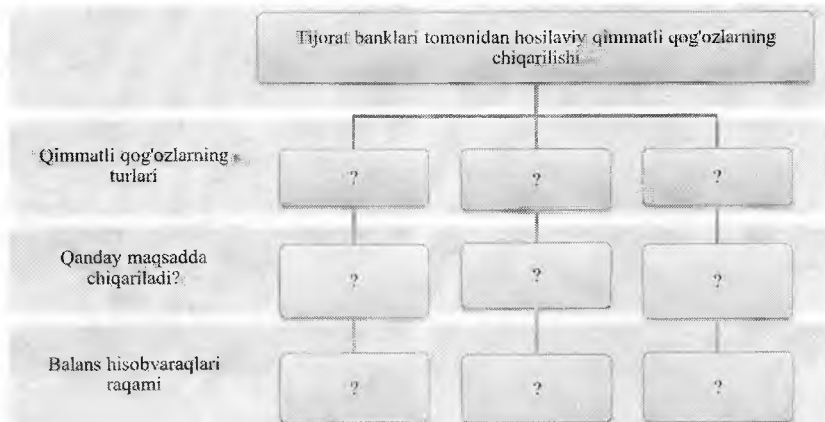 Tijorat banklari tomonidan hosilaviy qimmatli qog'ozlarning
chiqarilishi
Qimmatli qog'ozlarning
turlari
?
?
?
Qanday maqsadda
chiqariladi?
?
?
?
Balans hisobvaraqlari
raqami
?
?
?